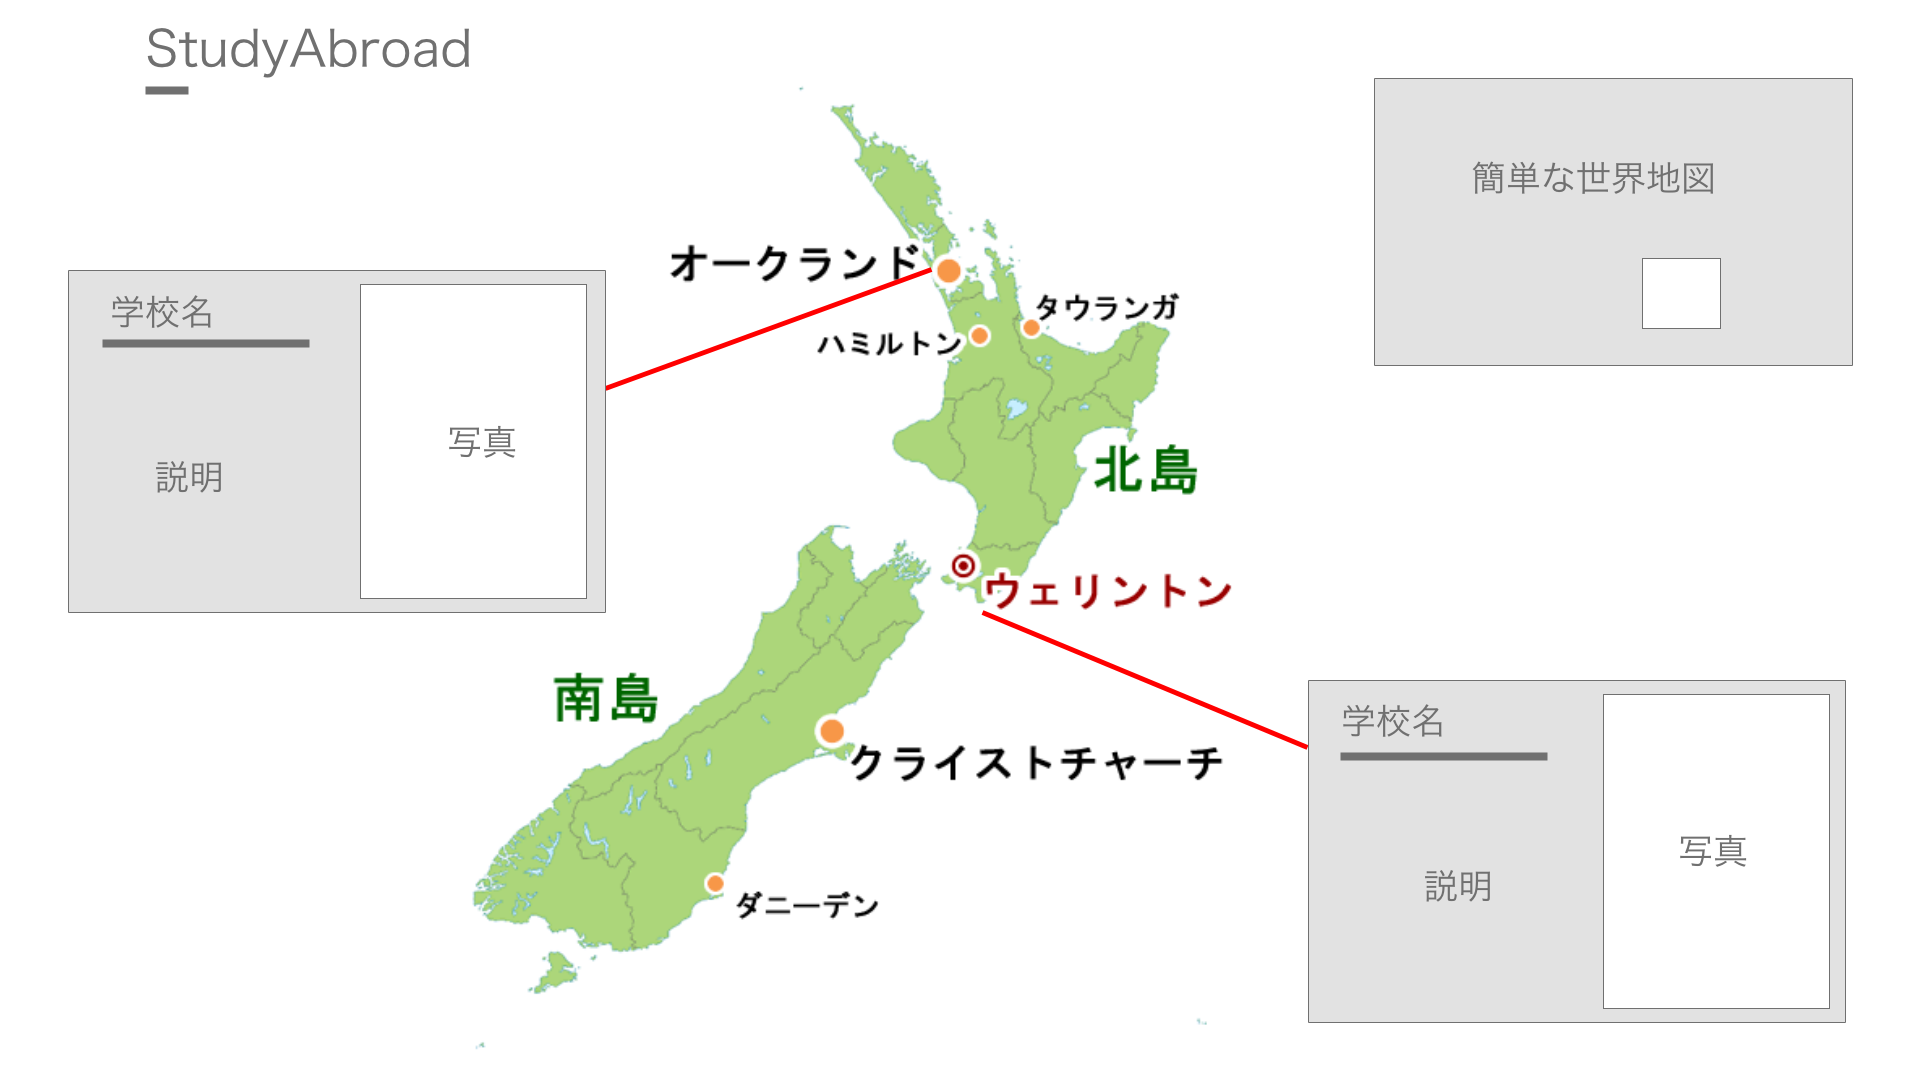 StudyAbroad
簡単な世界地図
オークランド
タウランガ
ハミルトン
学校名
説明
写真
北島
ウェリントン
南島
クライストチャーチ
ダニーデン
学校名
説明
写真